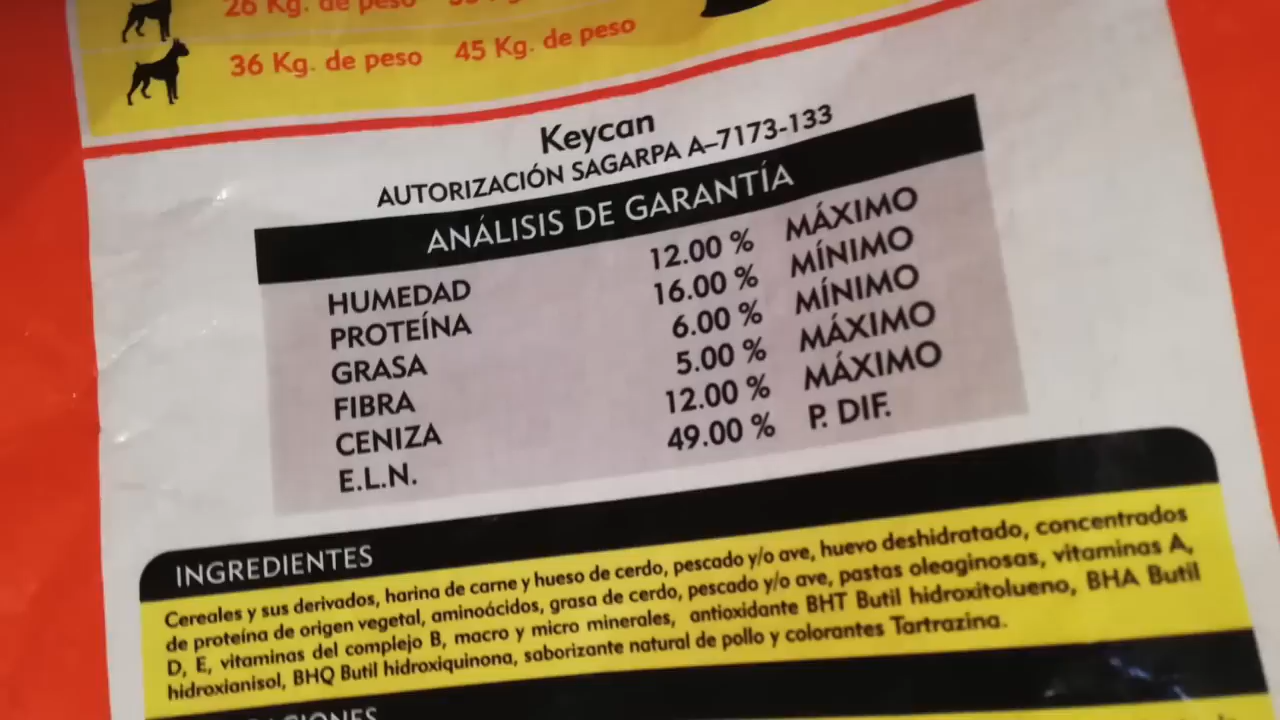 26 Kg. de peso
36 Kg. de peso 45 Kg. de peso
Keycan
AUTORIZACIÓN SAGARPA A-7173-133
ANÁLISIS DE GARANTÍA
HUMEDAD 12.00 % MÁXIMO
PROTEÍNA 16.00 % MÍNIMO
GRASA 6.00 % MÍNIMO
FIBRA 5.00 % MÁXIMO
CENIZA 12.00 % MÁXIMO
E.L.N. 49.00 % P. DIF.
INGREDIENTES
Cereales y sus derivados, harina de carne y hueso de cerdo, pescado y/o ave, huevo deshidratado, concentrados
de proteína de origen vegetal, aminoácidos, grasa de cerdo, pescado y/o ave, pastas oleaginosas, vitaminas A,
D, E, vitaminas del complejo B, macro y micro minerales, antioxidante BHT Butil hidroxitolueno, BHA Butil
hidroxianisol, BHQ Butil hidroxiquinona, saborizante natural de pollo y colorantes Tartrazina.